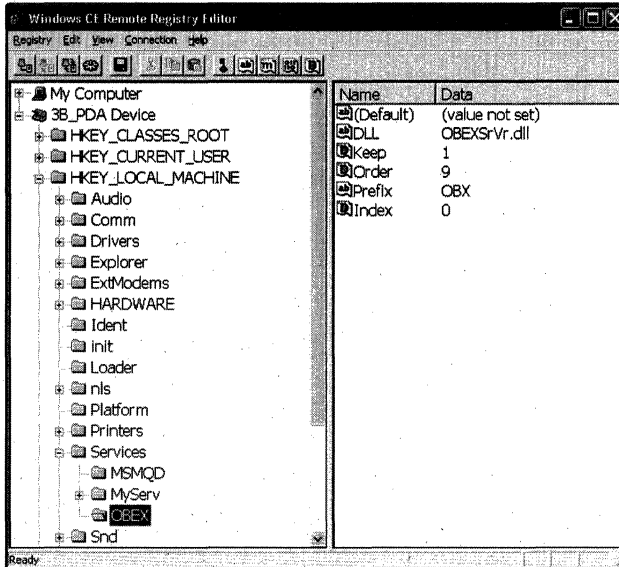 Windows CE Remote Registry Editor
Registry Edit View Connection Help
My Computer
3B_PDA Device
HKEY_CLASSES_ROOT
HKEY_CURRENT_USER
HKEY_LOCAL_MACHINE
Audio
Comm
Drivers
Explorer
ExtModems
HARDWARE
Ident
init
Loader
nls
Platform
Printers
Services
MSMQD
MyServ
OBEX
Snd
Name Data
(Default) (value not set)
DLL OBEXSrVr.dll
Keep 1
Order 9
Prefix OBX
Index 0
Ready